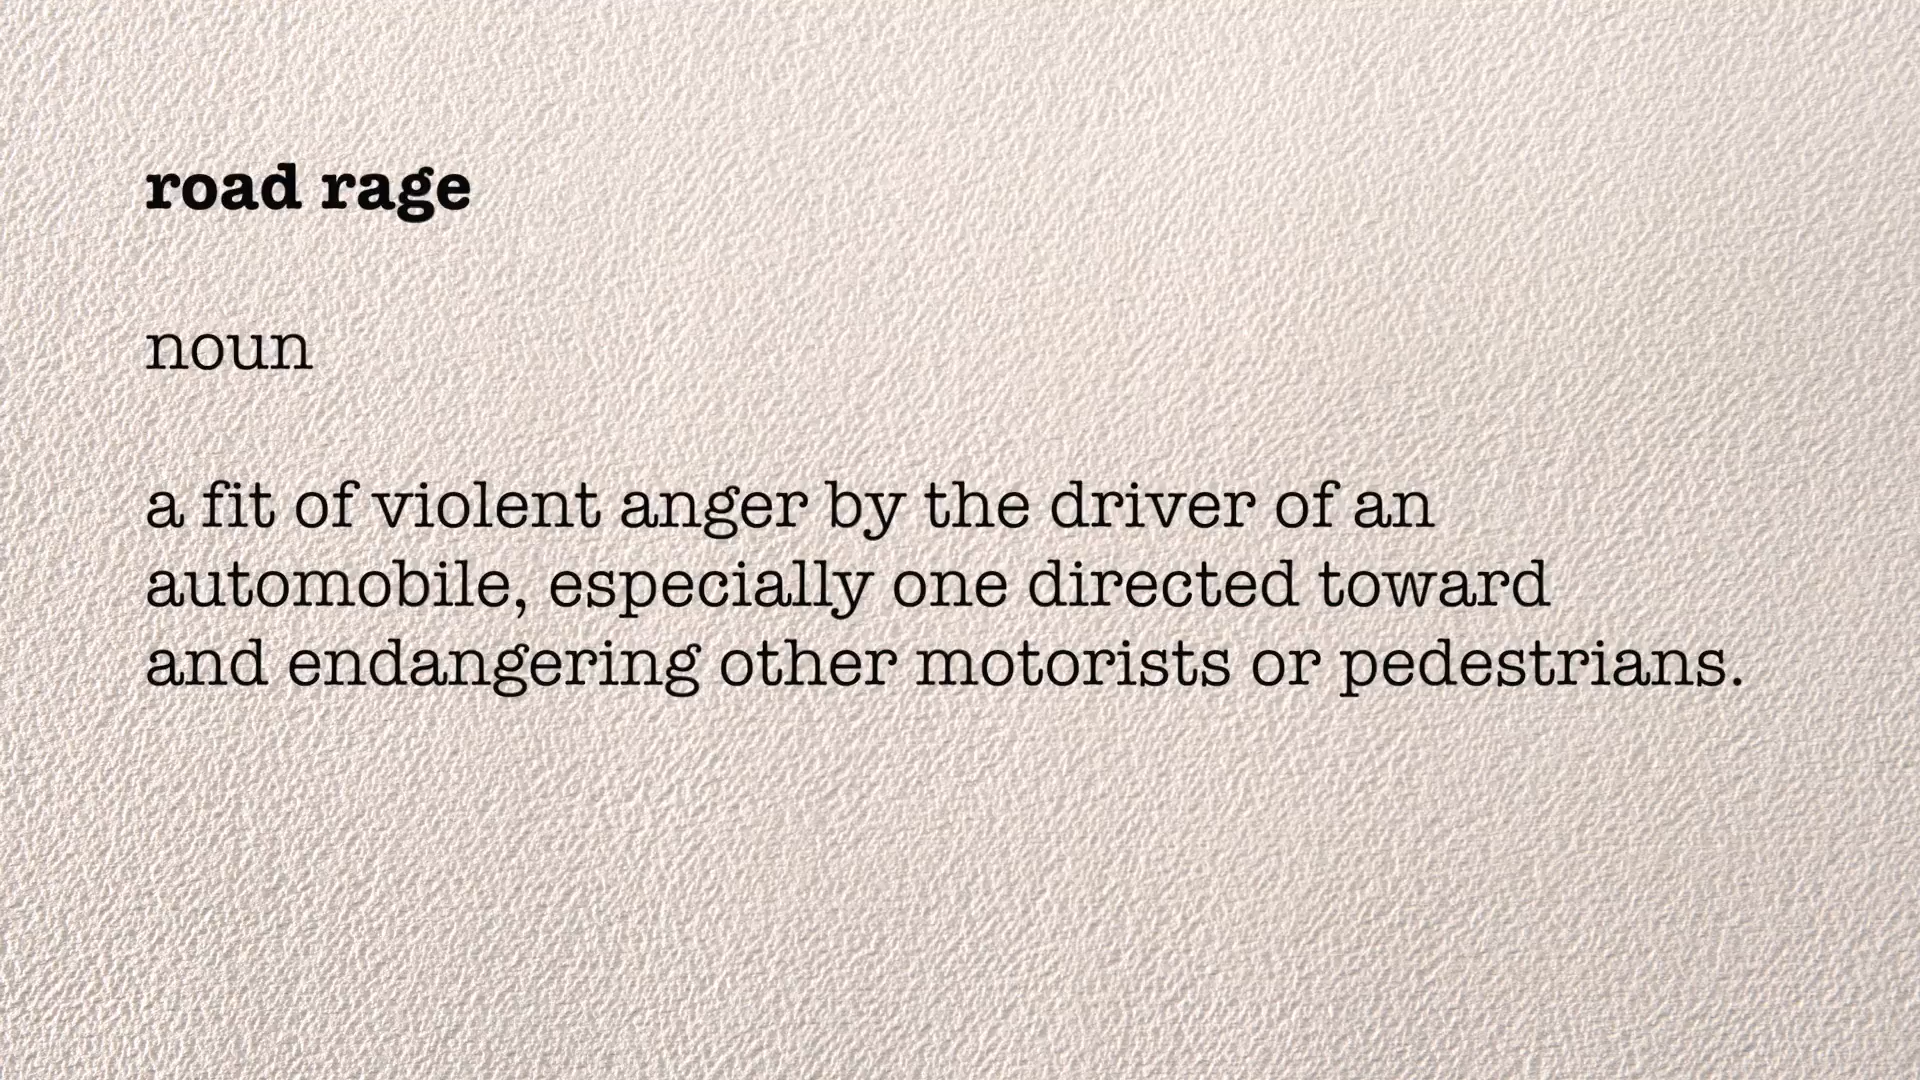 road rage
noun
a fit of violent anger by the driver of an
automobile, especially one directed toward
and endangering other motorists or pedestrians.